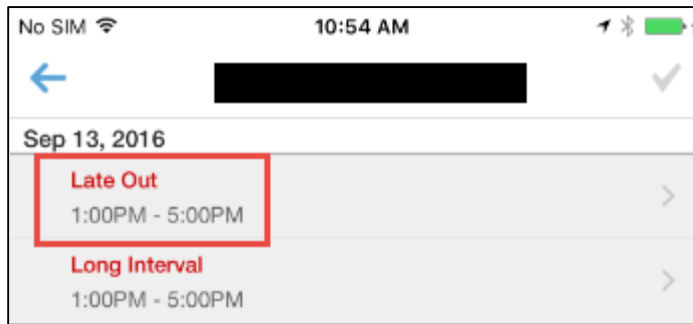 No SIM 10:54 AM
Sep 13, 2016
Late Out
1:00PM - 5:00PM
Long Interval
1:00PM - 5:00PM